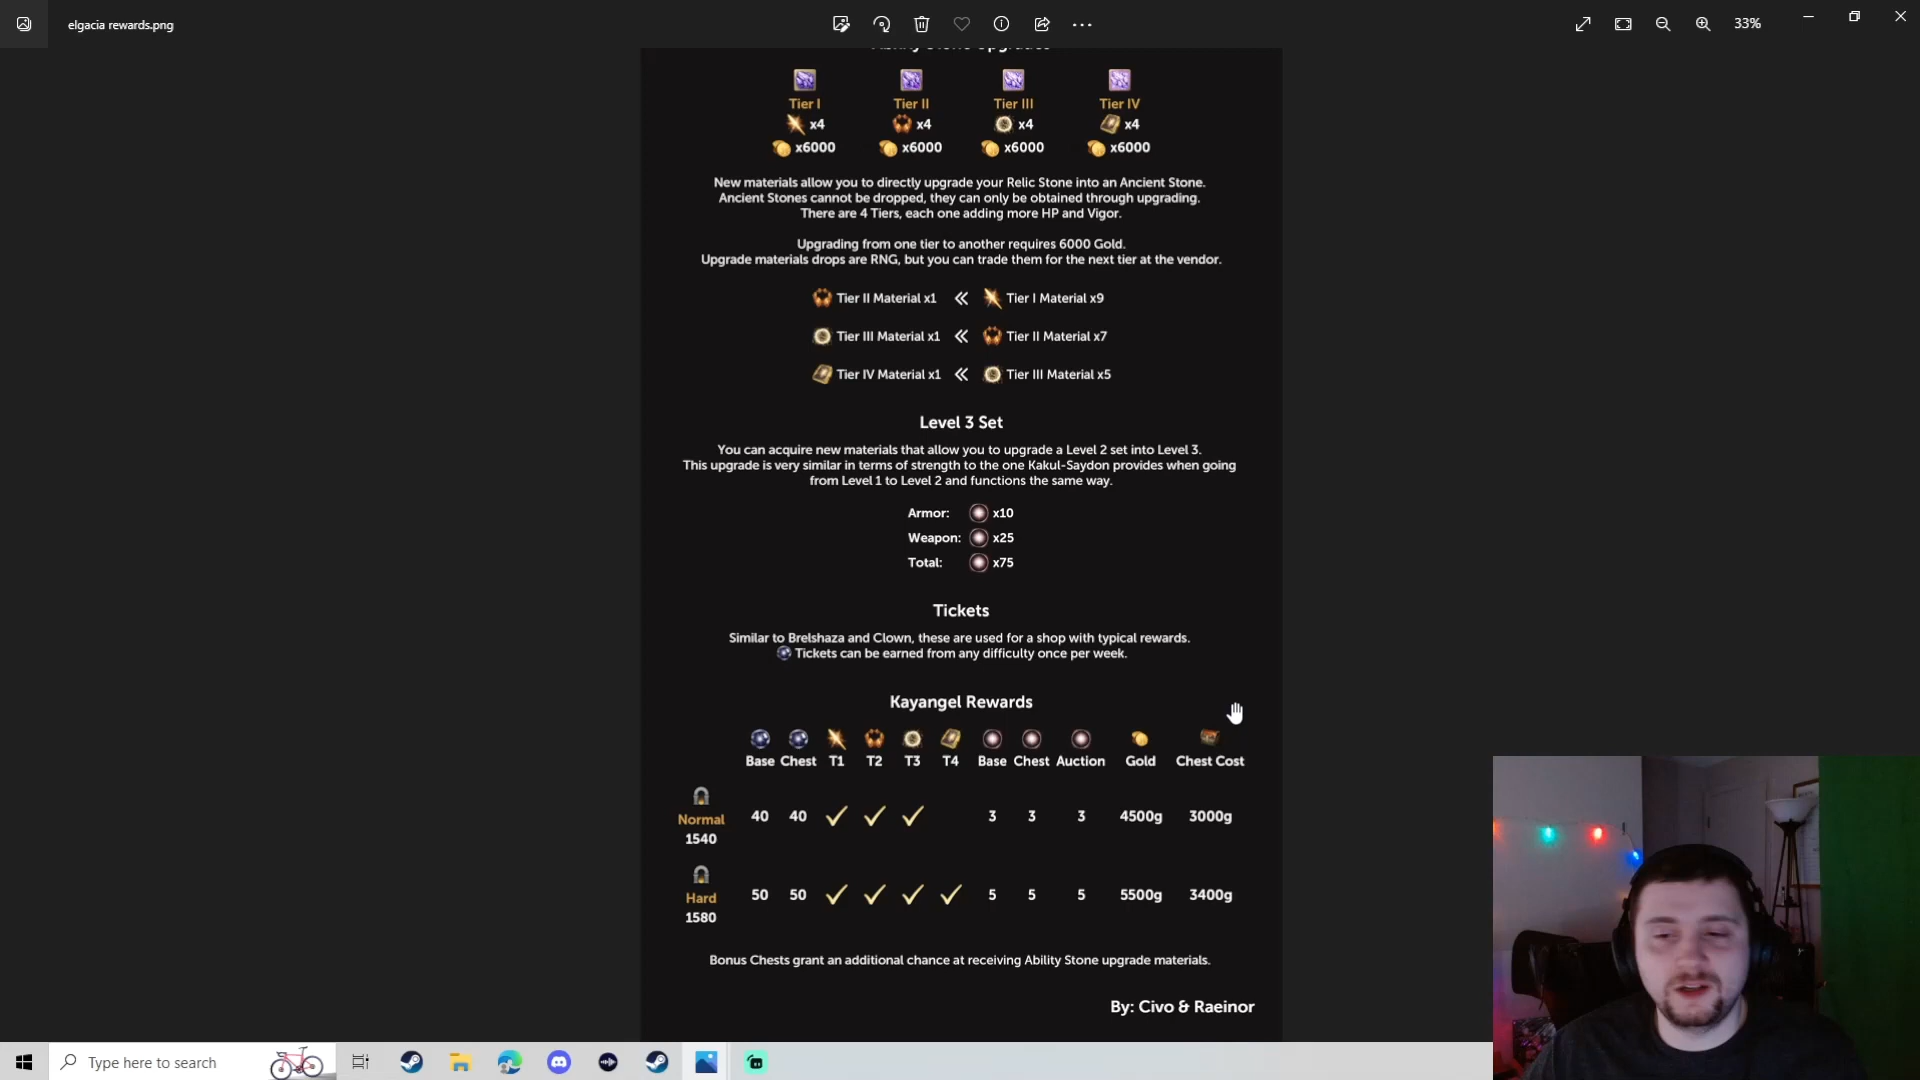 elgacia rewards.png
33%
Ability Stone Upgrades
Tier I
Tier II
Tier III
Tier IV
x4
x4
x4
x4
x6000
x6000
x6000
x6000
New materials allow you to directly upgrade your Relic Stone into an Ancient Stone.
Ancient Stones cannot be dropped, they can only be obtained through upgrading.
There are 4 Tiers, each one adding more HP and Vigor.
Upgrading from one tier to another requires 6000 Gold.
Upgrade materials drops are RNG, but you can trade them for the next tier at the vendor.
Tier II Material x1 « Tier I Material x9
Tier III Material x1 « Tier II Material x7
Tier IV Material x1 « Tier III Material x5
Level 3 Set
You can acquire new materials that allow you to upgrade a Level 2 set into Level 3.
This upgrade is very similar in terms of strength to the one Kakul-Saydon provides when going
from Level 1 to Level 2 and functions the same way.
Armor: x10
Weapon: x25
Total: x75
Tickets
Similar to Brelshaza and Clown, these are used for a shop with typical rewards.
Tickets can be earned from any difficulty once per week.
Kayangel Rewards
Base Chest T1 T2 T3 T4 Base Chest Auction Gold Chest Cost
Normal
1540
40 40 ✓ ✓ ✓ 3 3 3 4500g 3000g
Hard
1580
50 50 ✓ ✓ ✓ ✓ 5 5 5 5500g 3400g
Bonus Chests grant an additional chance at receiving Ability Stone upgrade materials.
By: Civo & Raeinor
Type here to search